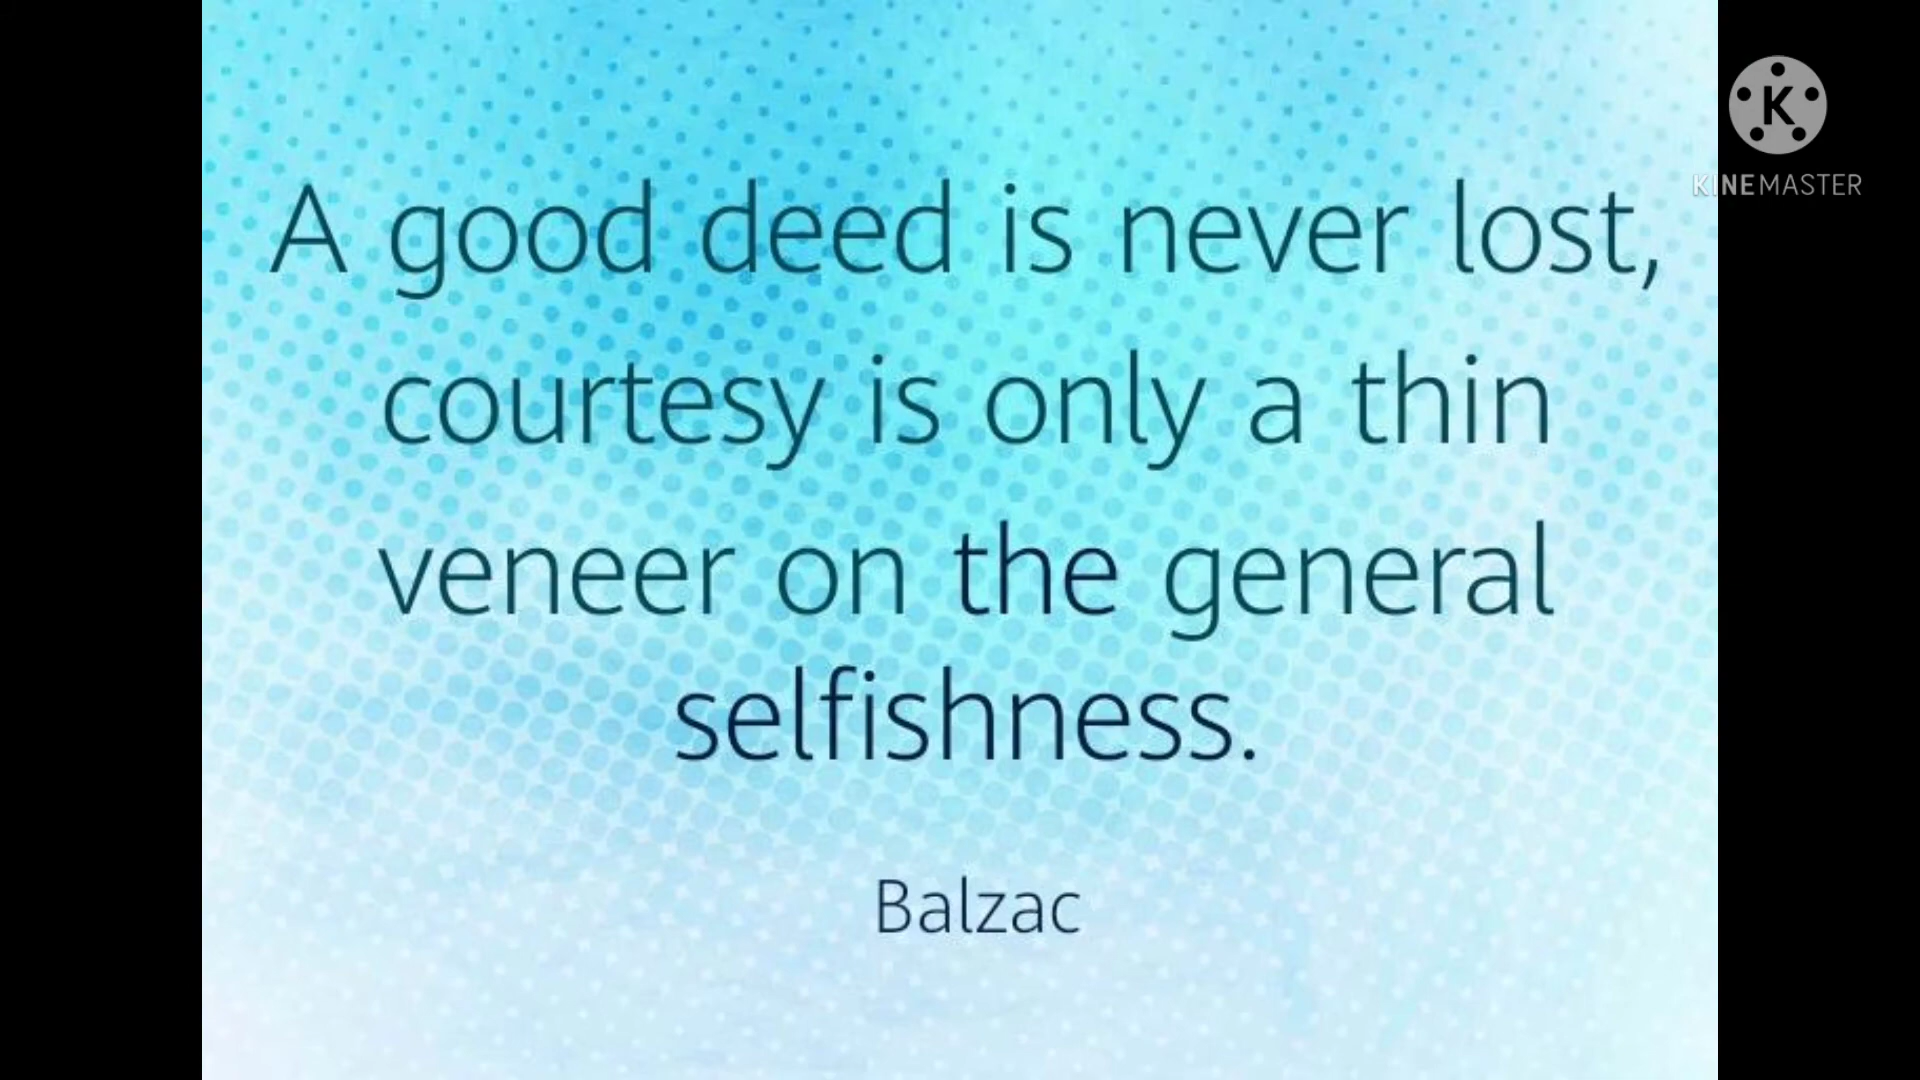 A good deed is never lost,
courtesy is only a thin
veneer on the general
selfishness.
Balzac
K
KINEMASTER